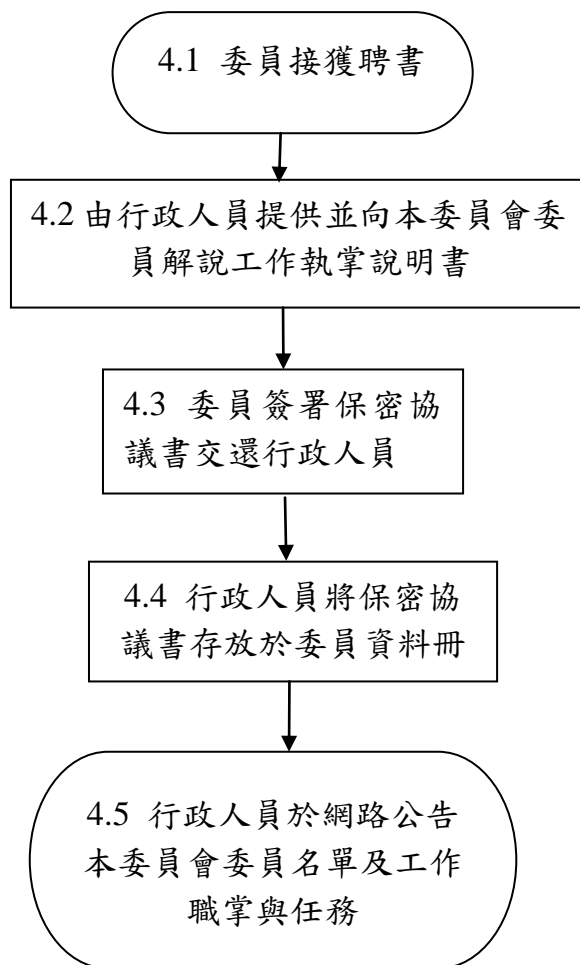 4.1 委員接獲聘書
4.2 由行政人員提供並向本委員會委
員解說工作執掌說明書
4.3 委員簽署保密協
議書交還行政人員
4.4 行政人員將保密協
議書存放於委員資料冊
4.5 行政人員於網路公告
本委員會委員名單及工作
職掌與任務